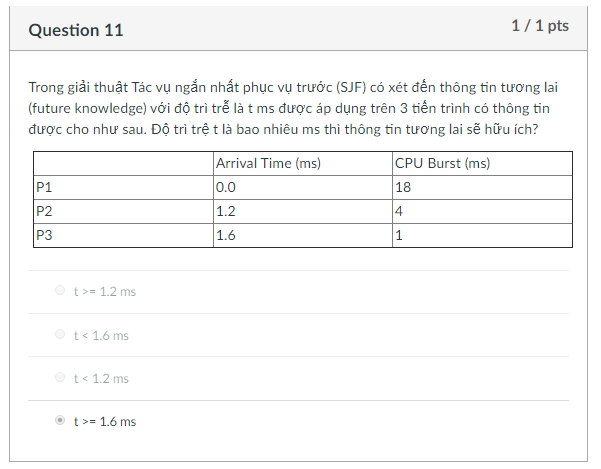 Question 11
1 / 1 pts
Trong giải thuật Tác vụ ngắn nhất phục vụ trước (SJF) có xét đến thông tin tương lai
(future knowledge) với độ trì trễ là t ms được áp dụng trên 3 tiến trình có thông tin
được cho như sau. Độ trì trệ t là bao nhiêu ms thì thông tin tương lai sẽ hữu ích?
Arrival Time (ms) CPU Burst (ms)
P1 0.0 18
P2 1.2 4
P3 1.6 1
t >= 1.2 ms
t < 1.6 ms
t < 1.2 ms
t >= 1.6 ms